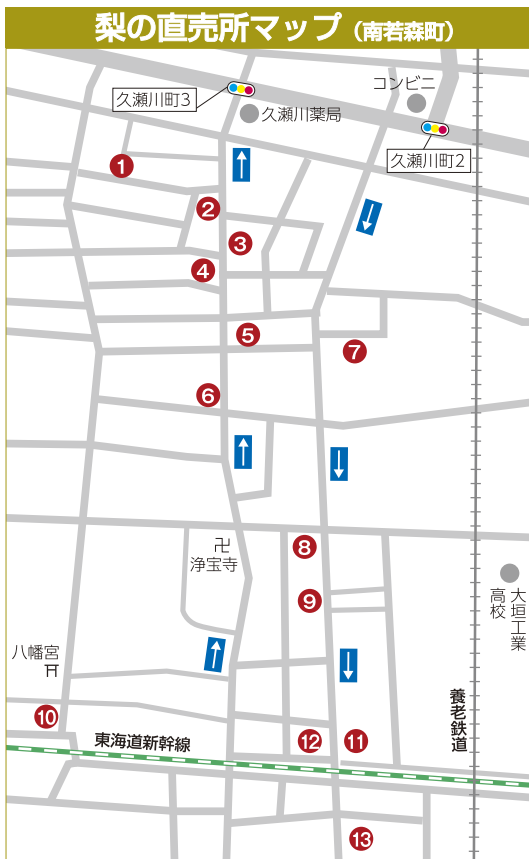 梨の直売所マップ（南若森町）
コンビニ
久瀬川町3
久瀬川薬局
久瀬川町2
1
2
3
4
5
7
6
卍
浄宝寺
8
9
大垣工業
高校
八幡宮
10
養老鉄道
東海道新幹線
12
11
13